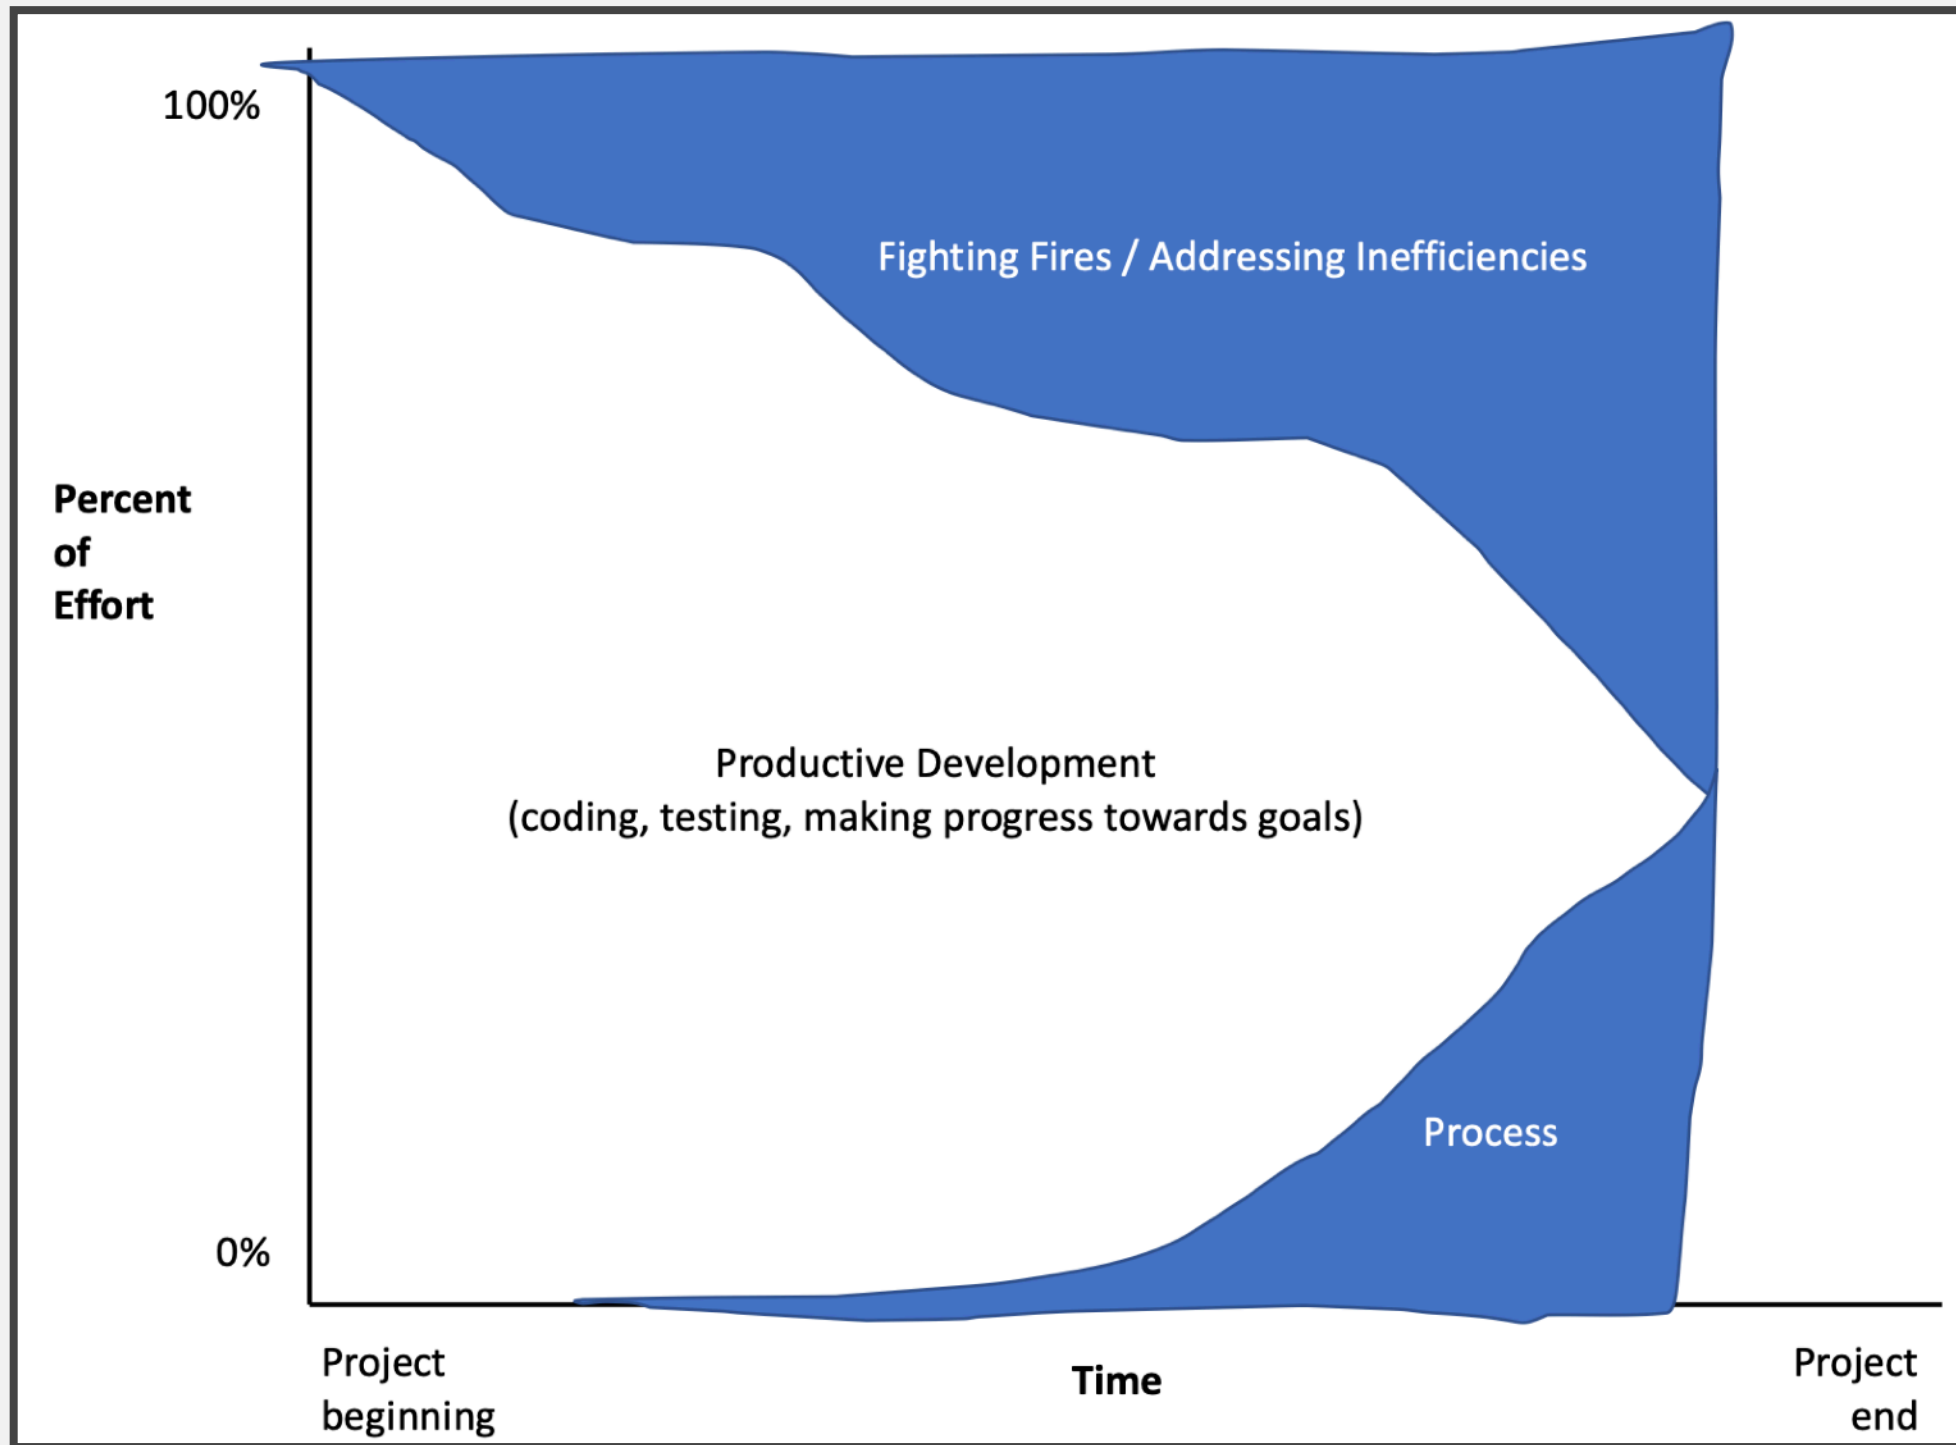 100%
Fighting Fires / Addressing Inefficiencies
Percent
of
Effort
Productive Development
(coding, testing, making progress towards goals)
Process
0%
Project
beginning
Time
Project
end